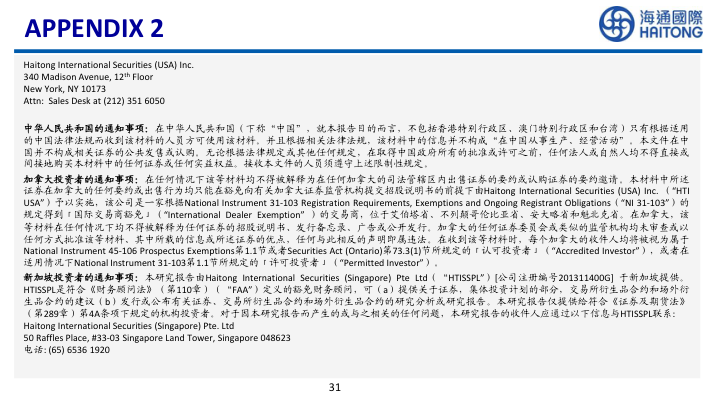 APPENDIX 2
海通國際
HAITONG
Haitong International Securities (USA) Inc.
340 Madison Avenue, 12th Floor
New York, NY 10173
Attn: Sales Desk at (212) 351 6050
中华人民共和国的通知事项：在中华人民共和国（下称“中国”，就本报告目的而言，不包括香港特别行政区、澳门特别行政区和台湾）只有根据适用
的中国法律法规而收到该材料的人员方可使用该材料。并且根据相关法律法规，该材料中的信息并不构成“在中国从事生产、经营活动”。本文件在中
国并不构成相关证券的公共发售或认购。无论根据法律规定或其他任何规定，在取得中国政府所有的批准或许可之前，任何法人或自然人均不得直接或
间接地购买本材料中的任何证券或任何实益权益。接收本文件的人员须遵守上述限制性规定。
加拿大投资者的通知事项：在任何情况下该等材料均不得被解释为在任何加拿大的司法管辖区内出售证券的要约或认购证券的要约邀请。本材料中所述
证券在加拿大的任何要约或出售行为均只能在豁免向有关加拿大证券监管机构提交招股说明书的前提下由Haitong International Securities (USA) Inc.（“HTI
USA”）予以实施，该公司是一家根据National Instrument 31-103 Registration Requirements, Exemptions and Ongoing Registrant Obligations（“NI 31-103”）的
规定得到「国际交易商豁免」（“International Dealer Exemption”）的交易商，位于艾伯塔省、不列颠哥伦比亚省、安大略省和魁北克省。在加拿大，该
等材料在任何情况下均不得被解释为任何证券的招股说明书、发行备忘录、广告或公开发行。加拿大的任何证券委员会或类似的监管机构均未审查或以
任何方式批准该等材料、其中所载的信息或所述证券的优点，任何与此相反的声明即属违法。在收到该等材料时，每个加拿大的收件人均将被视为属于
National Instrument 45-106 Prospectus Exemptions第1.1节或者Securities Act (Ontario)第73.3(1)节所规定的「认可投资者」（“Accredited Investor”），或者在
适用情况下National Instrument 31-103第1.1节所规定的「许可投资者」（“Permitted Investor”）。
新加坡投资者的通知事项：本研究报告由Haitong International Securities (Singapore) Pte Ltd（“HTISSPL”）[公司注册编号201311400G] 于新加坡提供。
HTISSPL是符合《财务顾问法》（第110章）（“FAA”）定义的豁免财务顾问，可（a）提供关于证券，集体投资计划的部分，交易所衍生品合约和场外衍
生品合约的建议（b）发行或公布有关证券、交易所衍生品合约和场外衍生品合约的研究分析或研究报告。本研究报告仅提供给符合《证券及期货法》
（第289章）第4A条项下规定的机构投资者。对于因本研究报告而产生的或与之相关的任何问题，本研究报告的收件人应通过以下信息与HTISSPL联系：
Haitong International Securities (Singapore) Pte. Ltd
50 Raffles Place, #33-03 Singapore Land Tower, Singapore 048623
电话: (65) 6536 1920
31